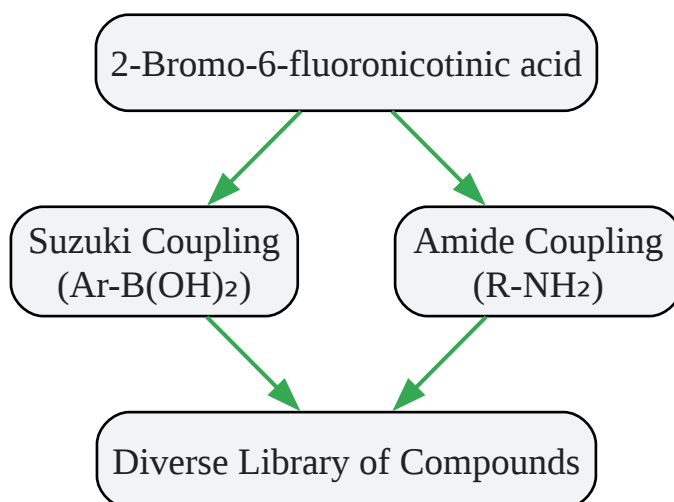 2-Bromo-6-fluoronicotinic acid
Suzuki Coupling
(Ar-B(OH)₂)
Amide Coupling
(R-NH₂)
Diverse Library of Compounds